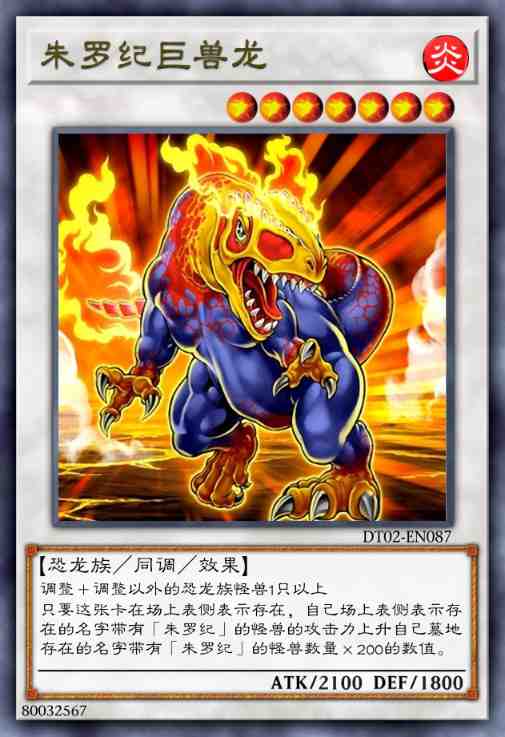 朱罗纪巨兽龙
炎
DT02-EN087
【恐龙族／同调／效果】
调整＋调整以外的恐龙族怪兽1只以上
只要这张卡在场上表侧表示存在，自己场上表侧表示存
在的名字带有「朱罗纪」的怪兽的攻击力上升自己墓地
存在的名字带有「朱罗纪」的怪兽数量×200的数值。
ATK/2100 DEF/1800
80032567